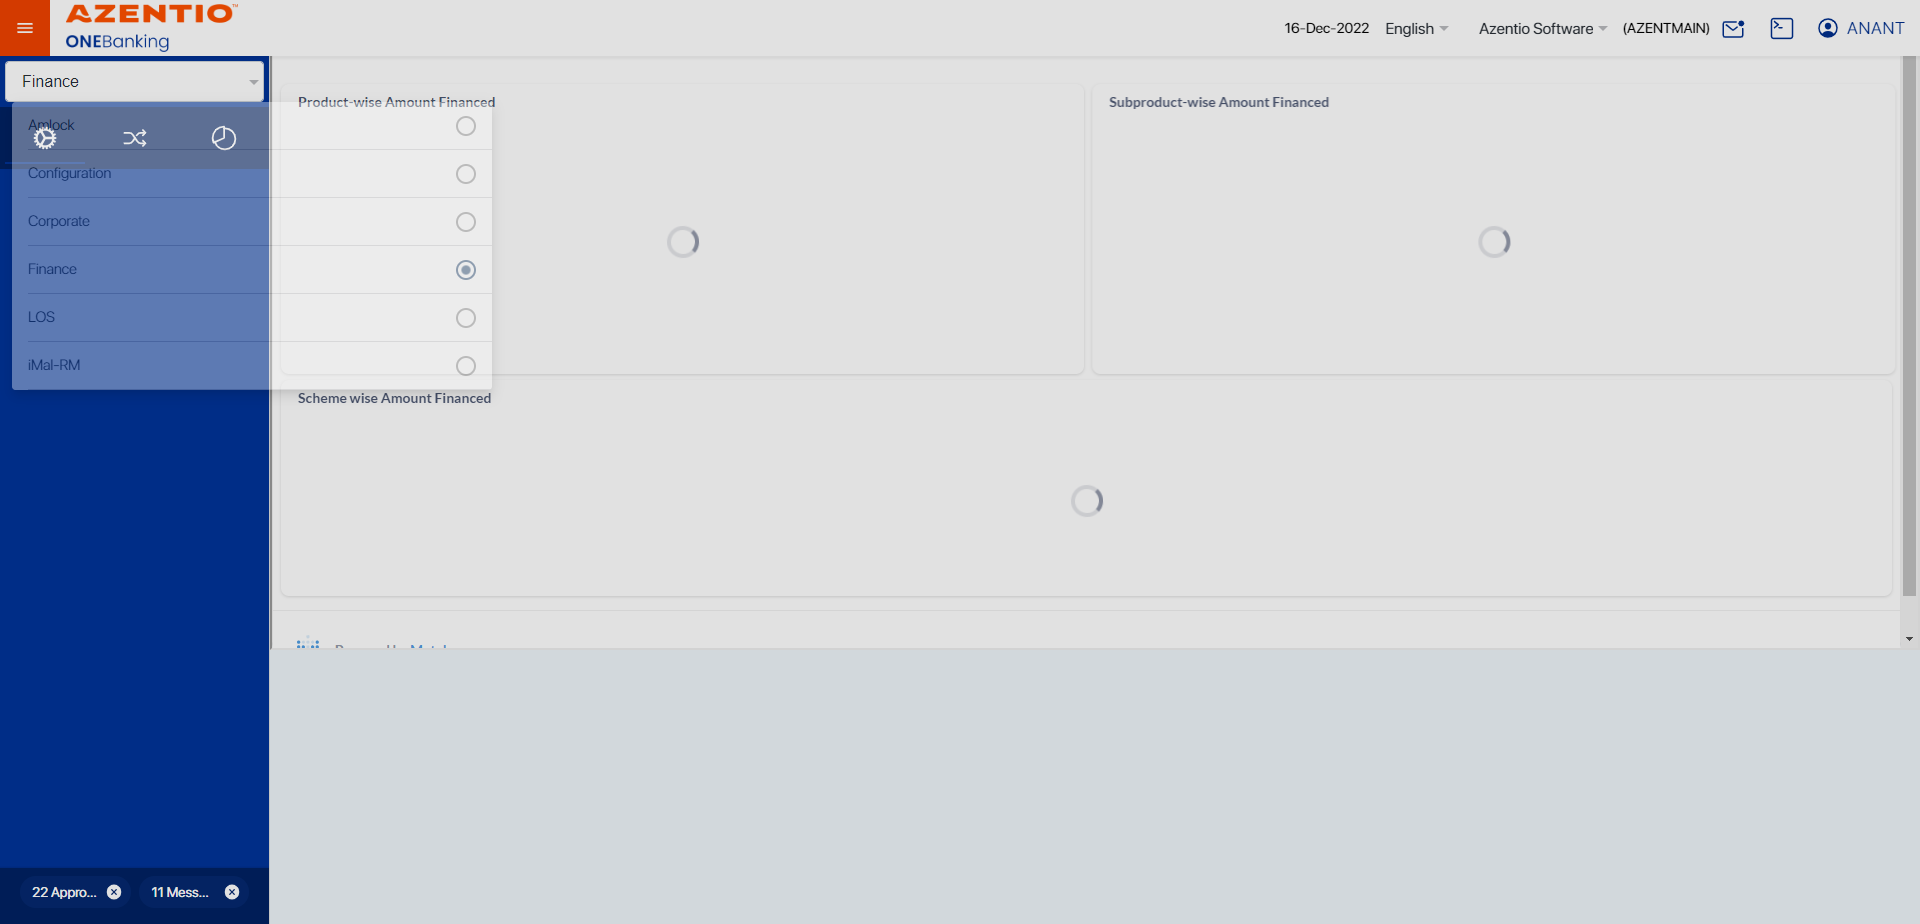 AZENTIO™
ONEBanking
16-Dec-2022 English Azentio Software (AZENTMAIN) ANANT
Finance
Product-wise Amount Financed
Subproduct-wise Amount Financed
Amlock
Configuration
Corporate
Finance
LOS
iMal-RM
Scheme wise Amount Financed
22 Appro...
11 Mess...